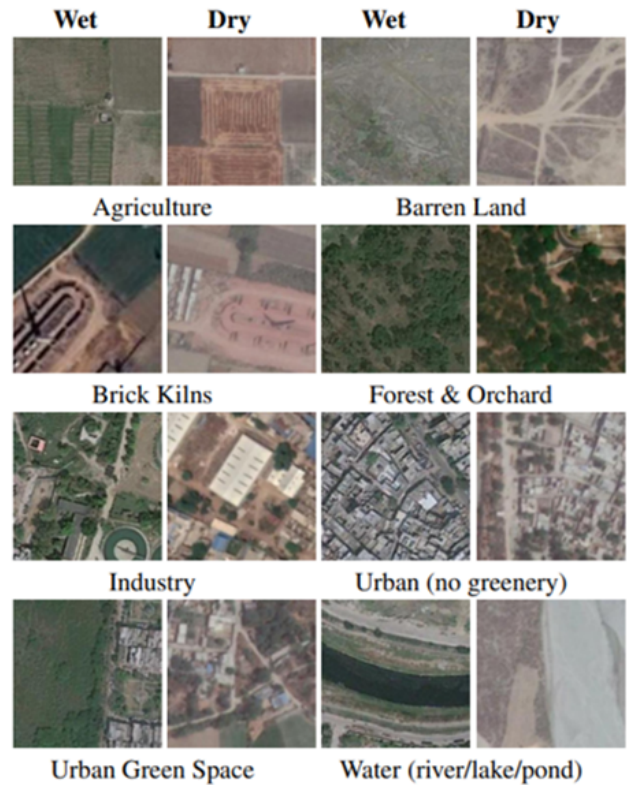 Wet Dry Wet Dry
Agriculture Barren Land
Brick Kilns Forest & Orchard
Industry Urban (no greenery)
Urban Green Space Water (river/lake/pond)